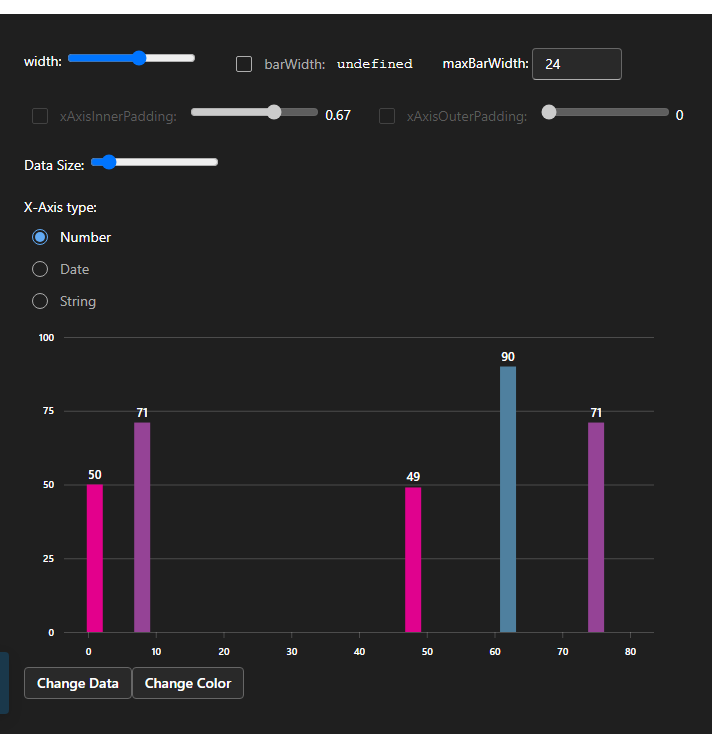 width: barWidth: undefined maxBarWidth: 24
xAxisInnerPadding: 0.67 xAxisOuterPadding: 0
Data Size:
X-Axis type:
Number
Date
String
100
90
75
71 71
50
50
49
25
0
0 10 20 30 40 50 60 70 80
Change Data Change Color